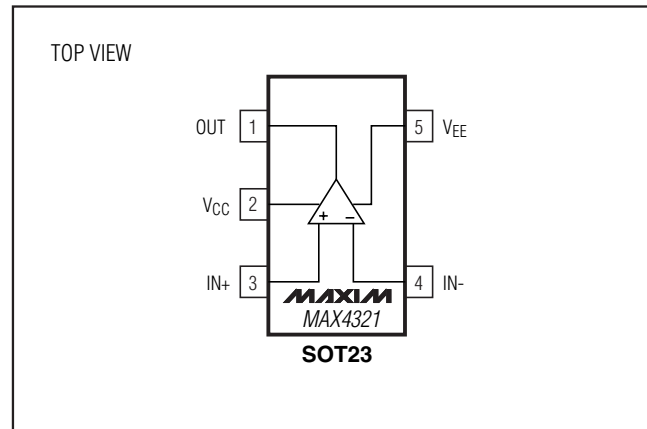 TOP VIEW
OUT 1
5 VEE
VCC 2
+ −
IN+ 3
4 IN-
MAXIM
MAX4321
SOT23